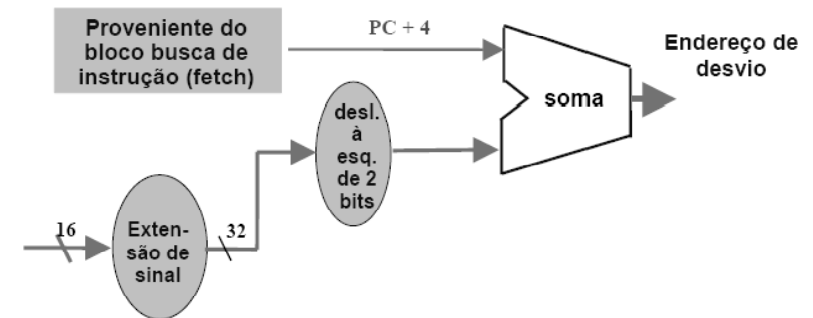 Proveniente do
bloco busca de
instrução (fetch)
PC + 4
Endereço de
desvio
soma
desl.
à
esq.
de 2
bits
16
Exten-
são de
sinal
32